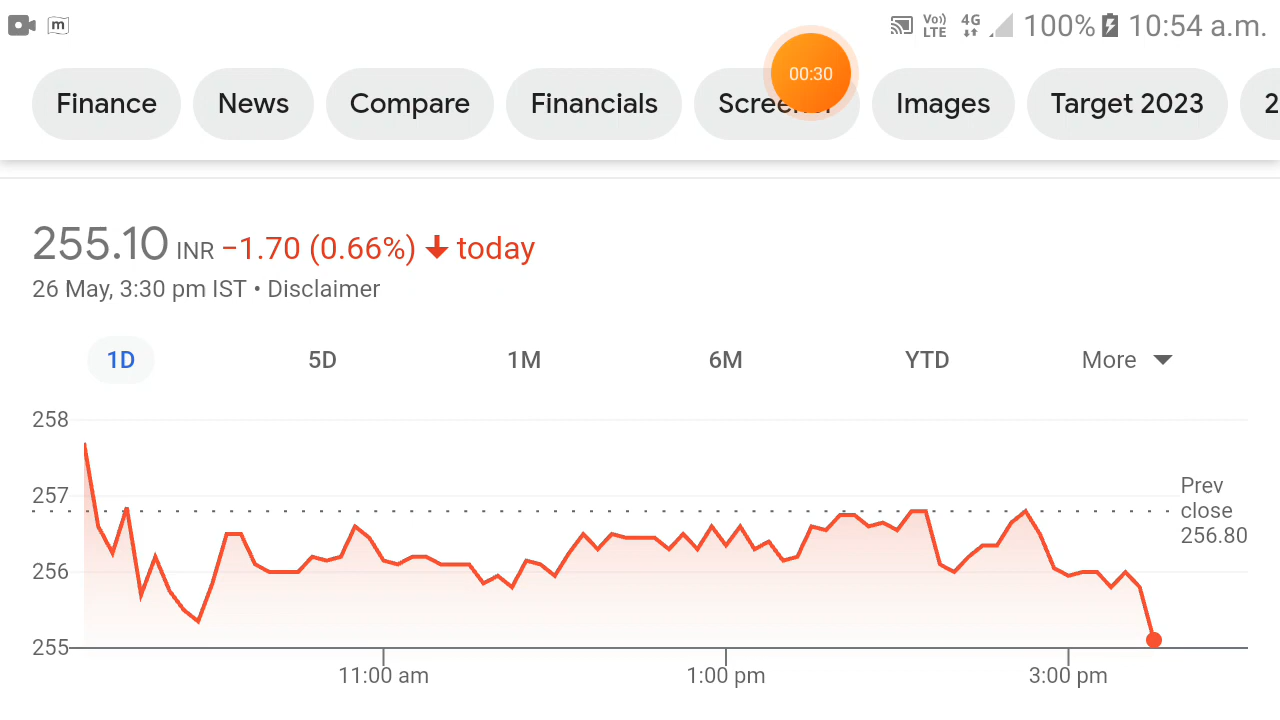 m Vo)) LTE 4G 100% 10:54 a.m.
00:30
Finance News Compare Financials Screener Images Target 2023 2
255.10 INR −1.70 (0.66%) today
26 May, 3:30 pm IST • Disclaimer
1D 5D 1M 6M YTD More
258
257
256
255
Prev
close
256.80
11:00 am 1:00 pm 3:00 pm